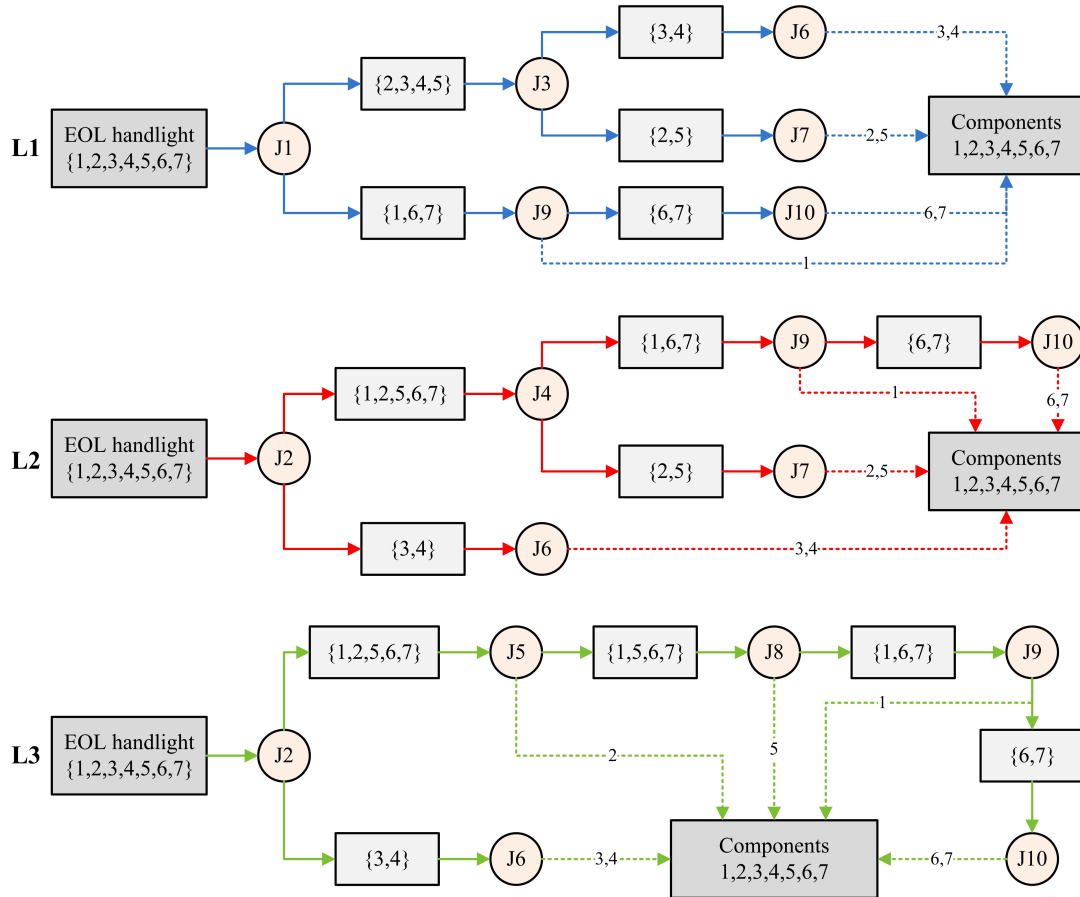 {3,4}
J6
3,4
{2,3,4,5}
J3
EOL handlight
{1,2,3,4,5,6,7}
L1
J1
{2,5}
J7
2,5
Components
1,2,3,4,5,6,7
{1,6,7}
J9
{6,7}
J10
6,7
1
{1,6,7}
J9
{6,7}
J10
{1,2,5,6,7}
J4
1
6,7
EOL handlight
{1,2,3,4,5,6,7}
L2
J2
{2,5}
J7
2,5
Components
1,2,3,4,5,6,7
{3,4}
J6
3,4
{1,2,5,6,7}
J5
{1,5,6,7}
J8
{1,6,7}
J9
1
EOL handlight
{1,2,3,4,5,6,7}
L3
J2
2
5
{6,7}
{3,4}
J6
3,4
Components
1,2,3,4,5,6,7
6,7
J10